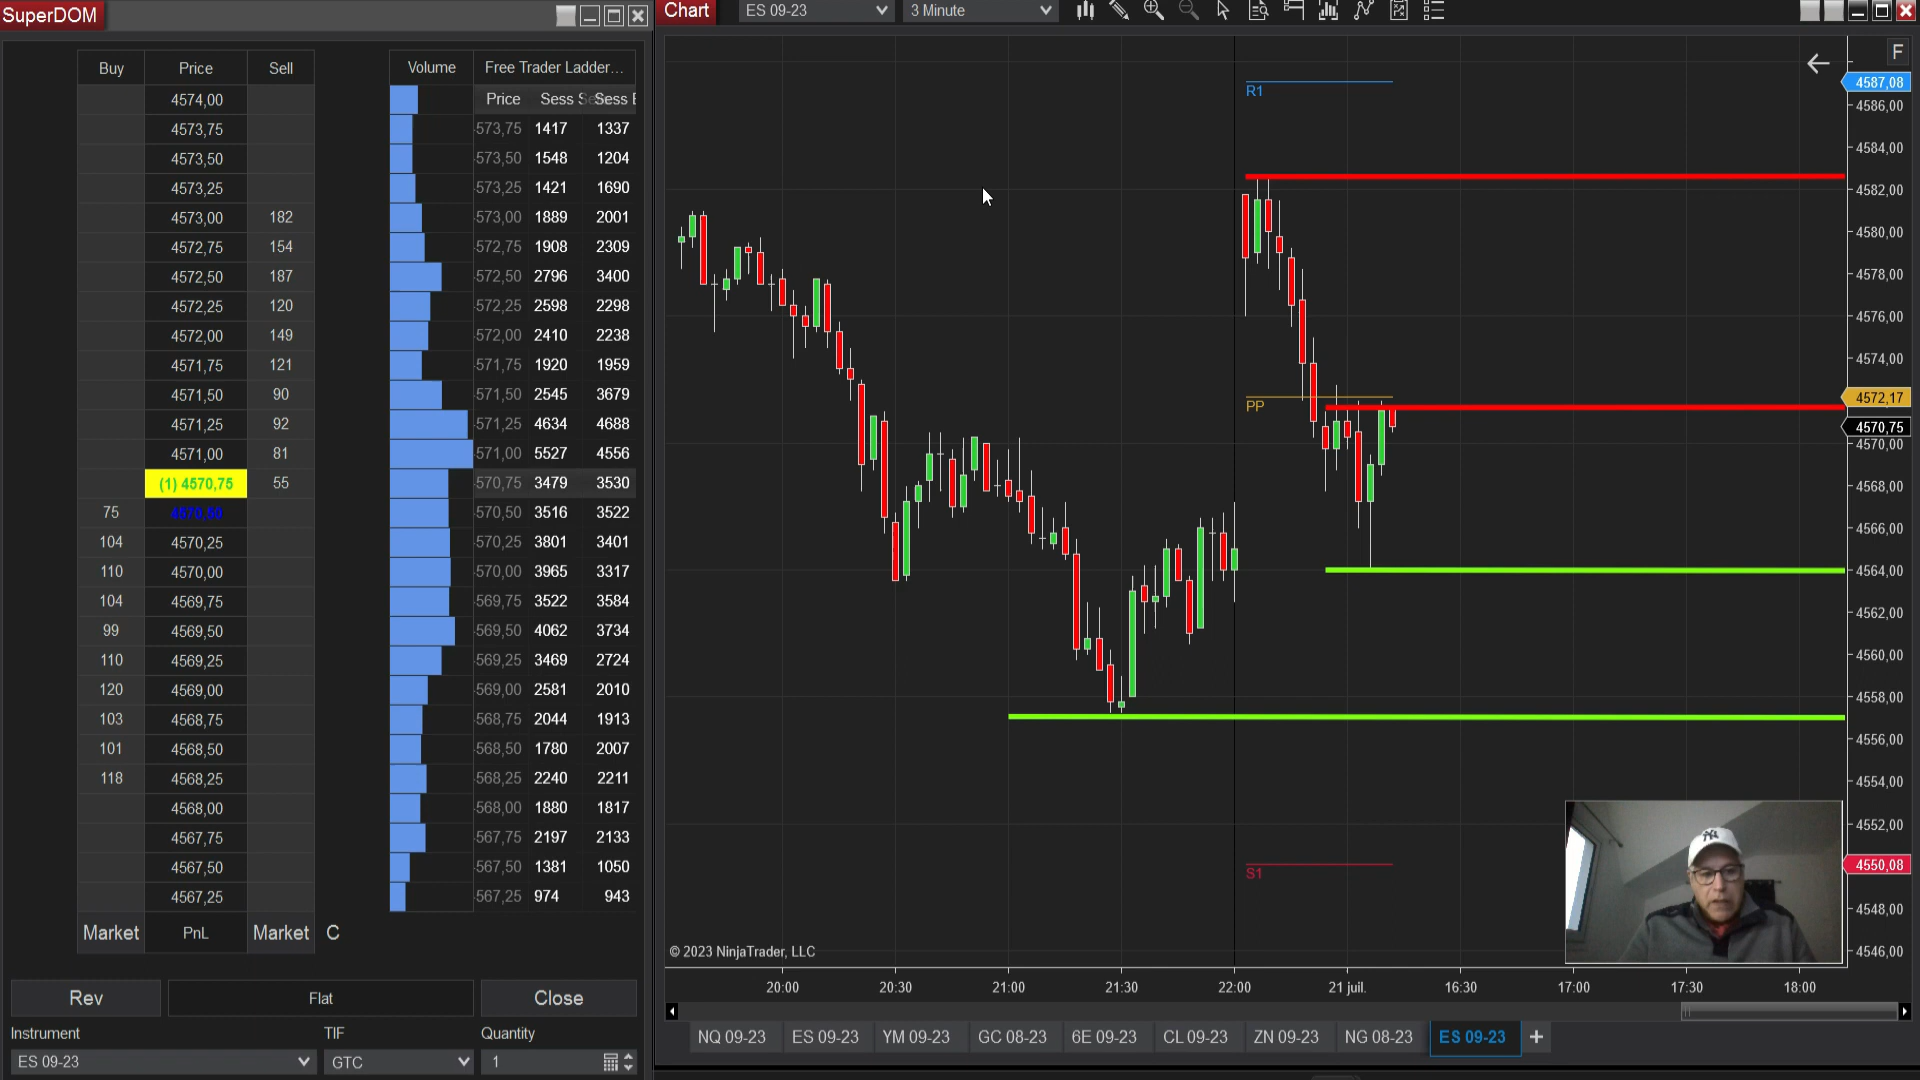 SuperDOM
Chart
ES 09-23
3 Minute
Buy
Price
Sell
Volume
Free Trader Ladder...
Price Sess Sess
F
4574,00
4573,75 573,75 1417 1337
4573,50 573,50 1548 1204
4573,25 573,25 1421 1690
4573,00 182 573,00 1889 2001
4572,75 154 572,75 1908 2309
4572,50 187 572,50 2796 3400
4572,25 120 572,25 2598 2298
4572,00 149 572,00 2410 2238
4571,75 121 571,75 1920 1959
4571,50 90 571,50 2545 3679
4571,25 92 571,25 4634 4688
4571,00 81 571,00 5527 4556
(1) 4570,75 55 570,75 3479 3530
75 4570,50 570,50 3516 3522
104 4570,25 570,25 3801 3401
110 4570,00 570,00 3965 3317
104 4569,75 569,75 3522 3584
99 4569,50 569,50 4062 3734
110 4569,25 569,25 3469 2724
120 4569,00 569,00 2581 2010
103 4568,75 568,75 2044 1913
101 4568,50 568,50 1780 2007
118 4568,25 568,25 2240 2211
4568,00 568,00 1880 1817
4567,75 567,75 2197 2133
4567,50 567,50 1381 1050
4567,25 567,25 974 943
Market PnL Market C
Rev Flat Close
Instrument TIF Quantity
ES 09-23 GTC 1
R1
PP
S1
4587,08
4586,00
4584,00
4582,00
4580,00
4578,00
4576,00
4574,00
4572,17
4570,75
4570,00
4568,00
4566,00
4564,00
4562,00
4560,00
4558,00
4556,00
4554,00
4552,00
4550,08
4548,00
4546,00
© 2023 NinjaTrader, LLC
20:00 20:30 21:00 21:30 22:00 21 juil. 16:30 17:00 17:30 18:00
NQ 09-23 ES 09-23 YM 09-23 GC 08-23 6E 09-23 CL 09-23 ZN 09-23 NG 08-23 ES 09-23 +